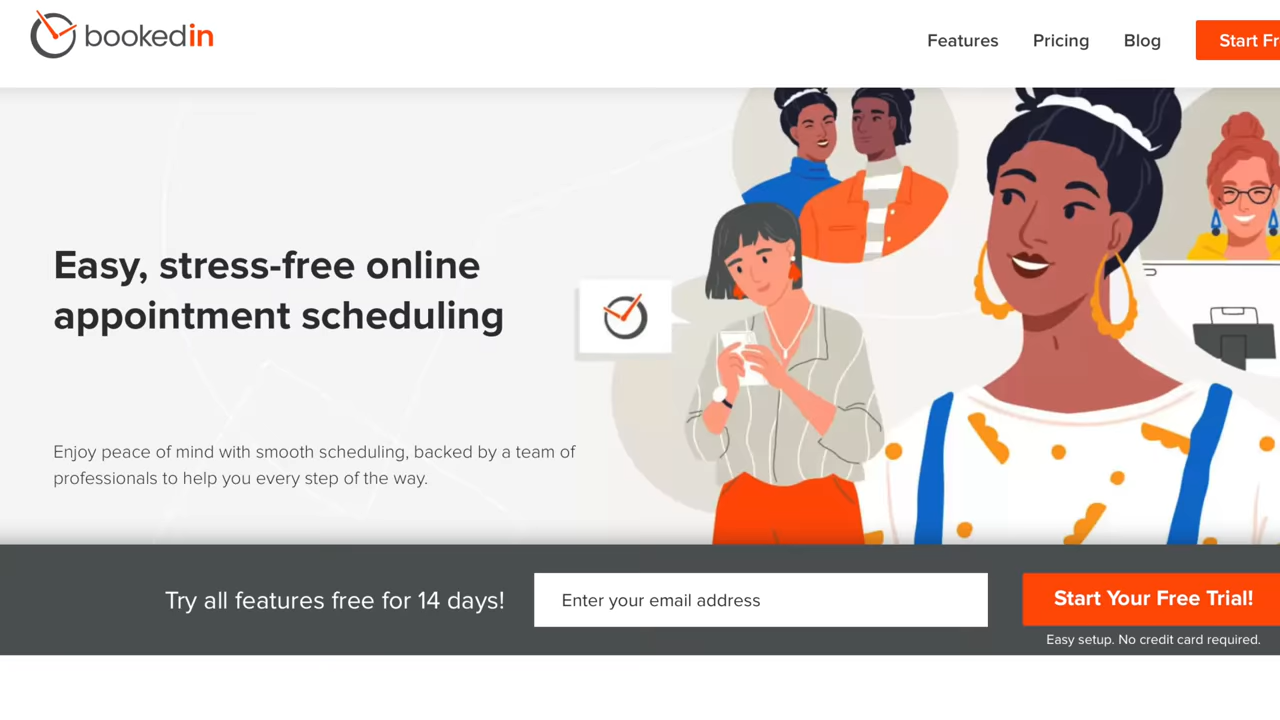 bookedin
Features
Pricing
Blog
Start Fr
Easy, stress-free online
appointment scheduling
Enjoy peace of mind with smooth scheduling, backed by a team of
professionals to help you every step of the way.
Try all features free for 14 days!
Enter your email address
Start Your Free Trial!
Easy setup. No credit card required.